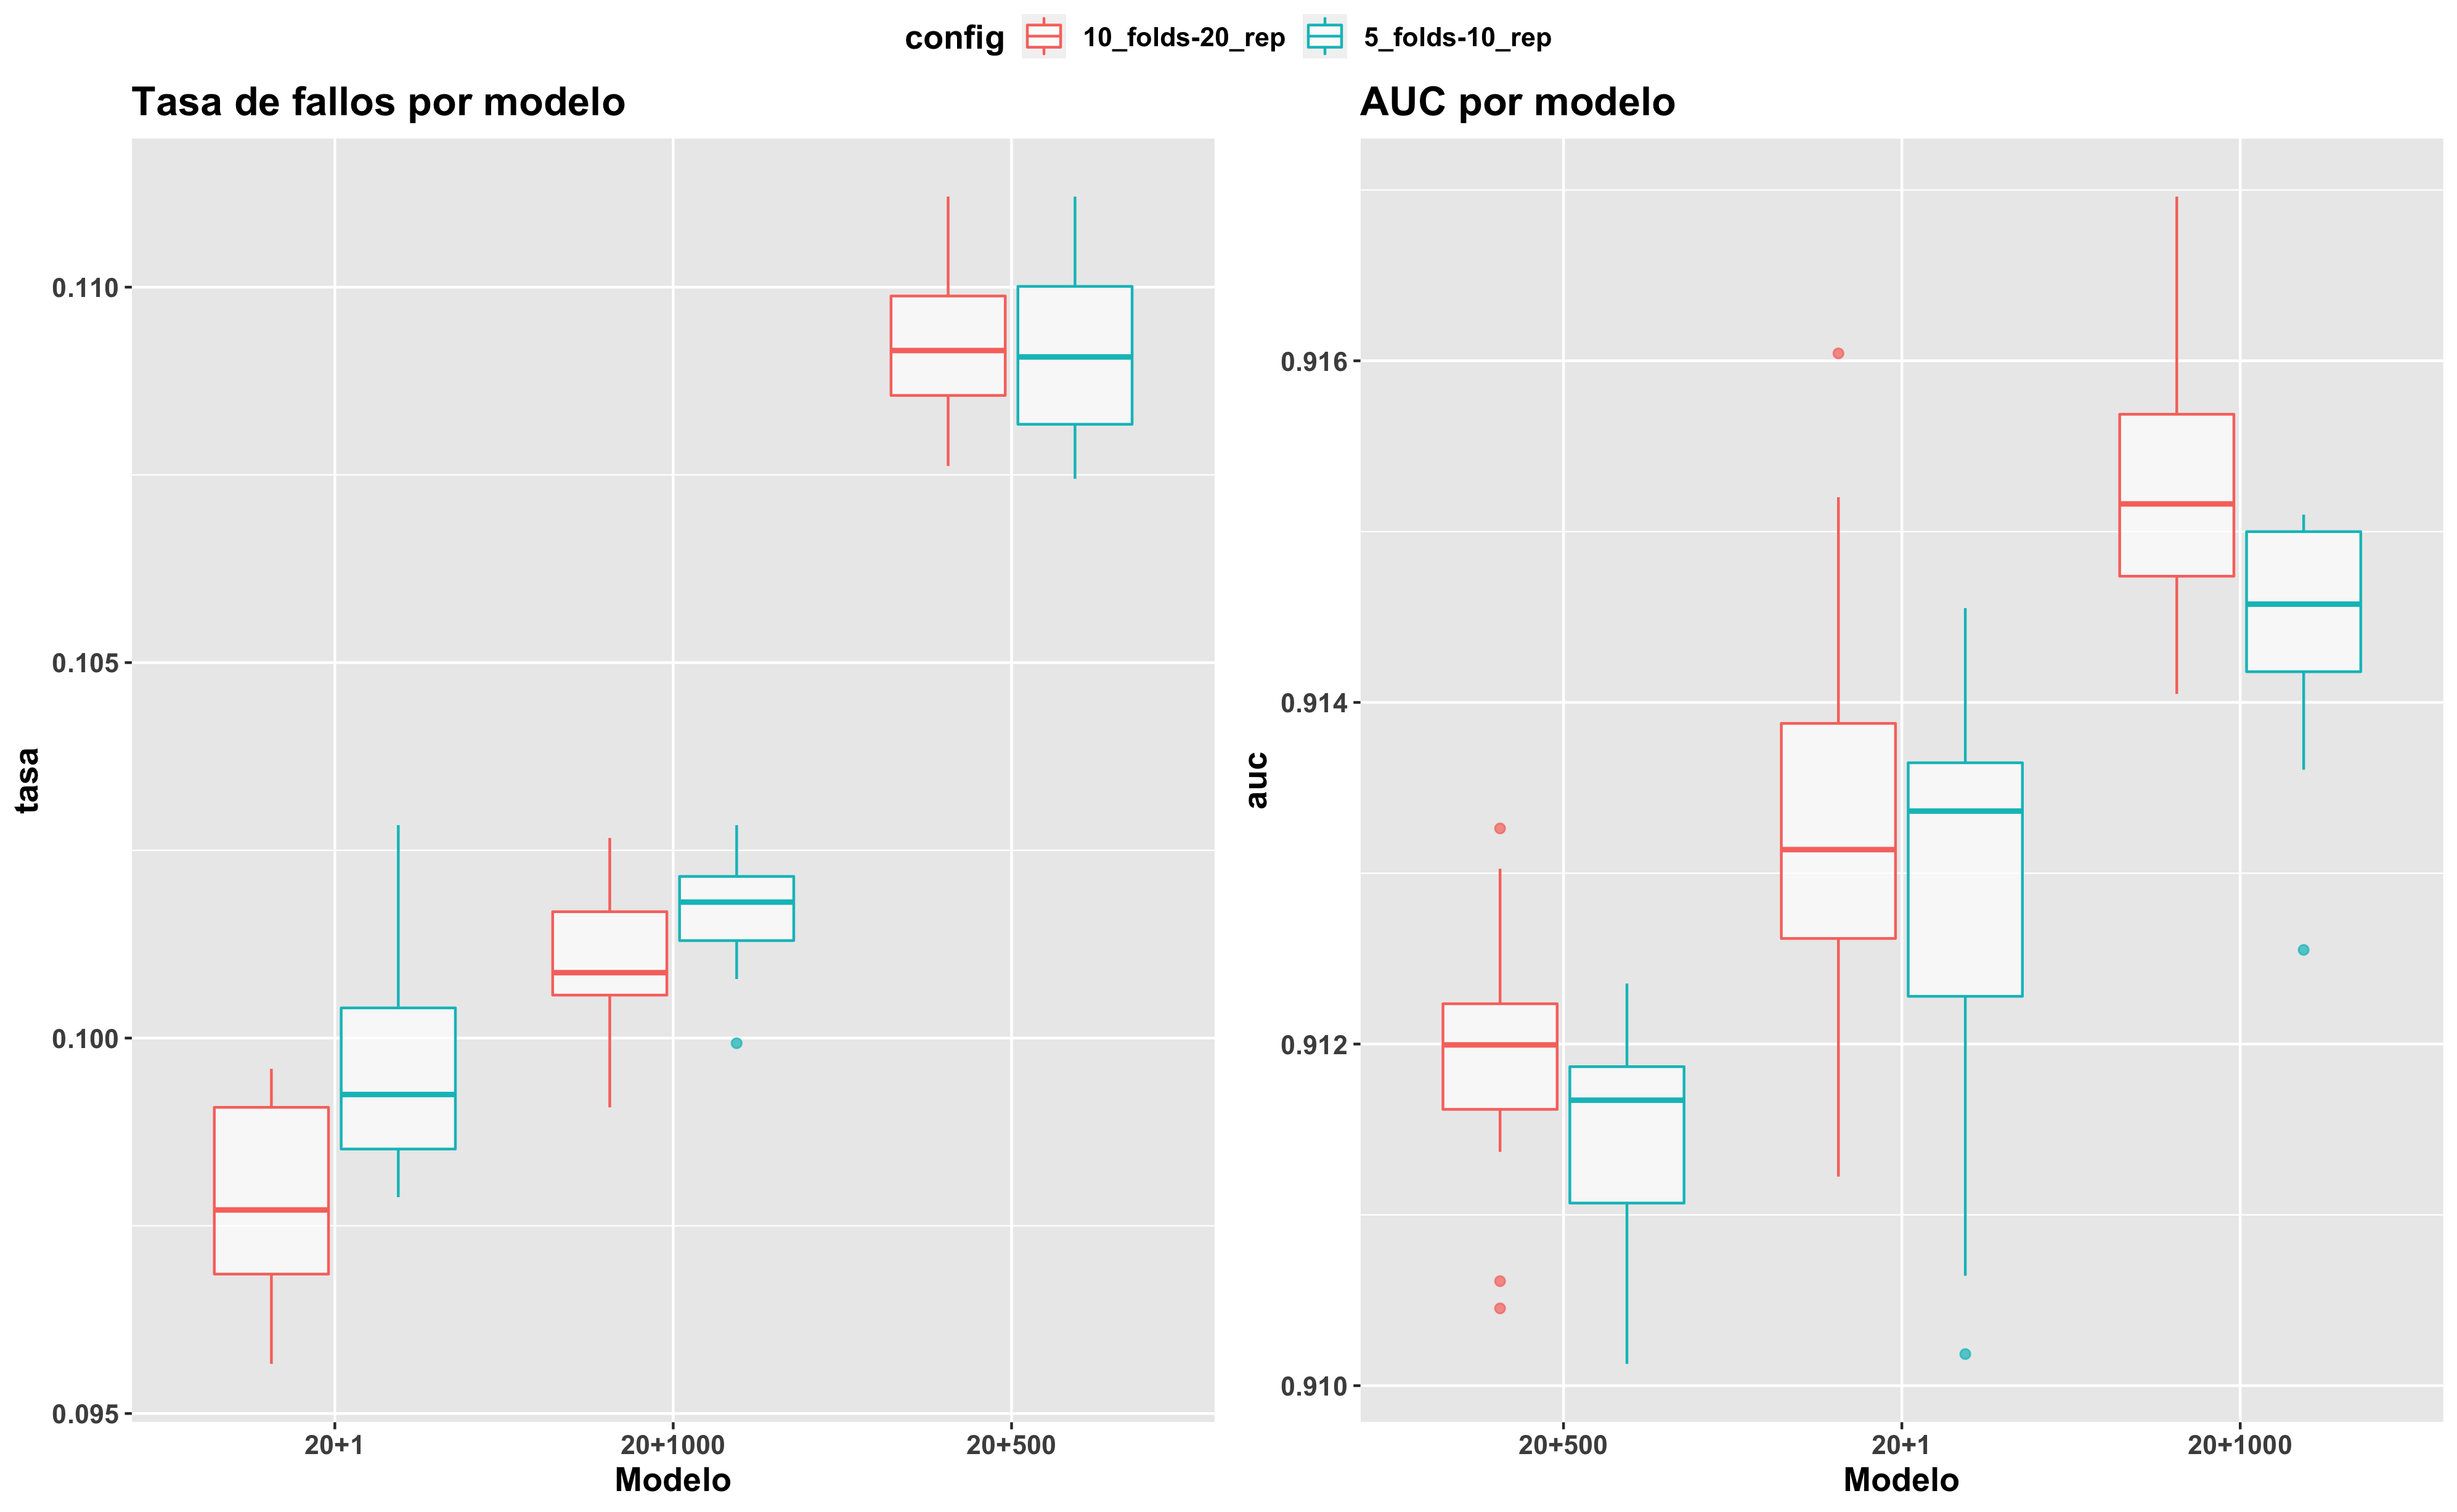 config 10_folds-20_rep 5_folds-10_rep
Tasa de fallos por modelo
tasa
0.110
0.105
0.100
0.095
20+1 20+1000 20+500
Modelo
AUC por modelo
auc
0.916
0.914
0.912
0.910
20+500 20+1 20+1000
Modelo